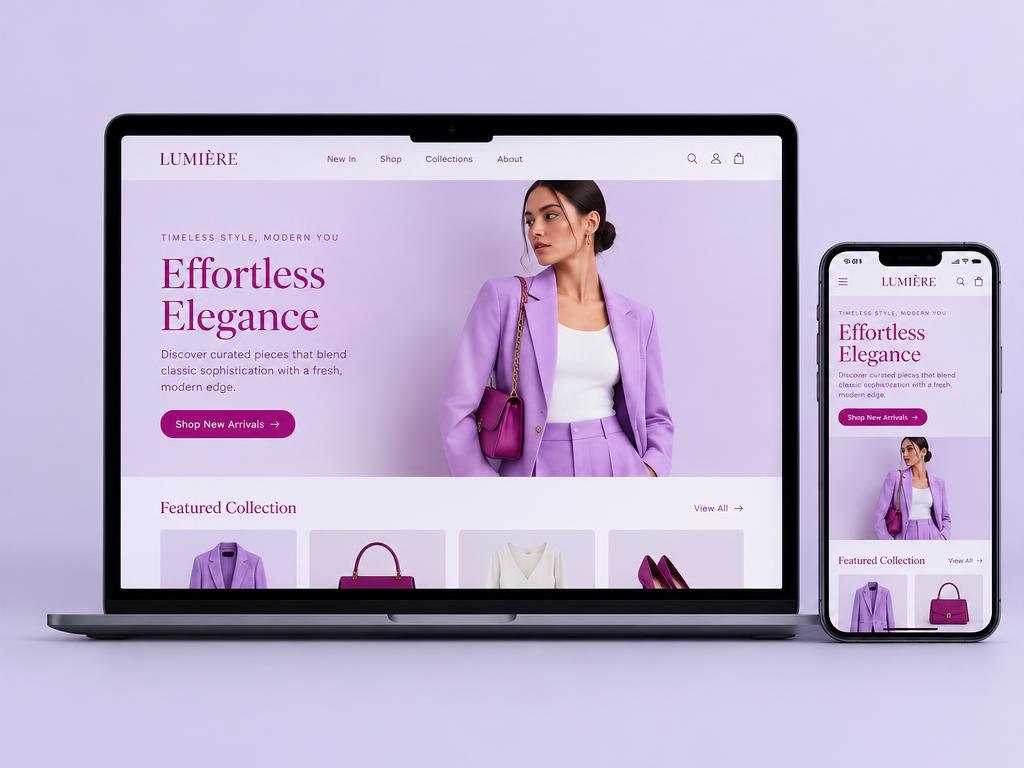 LUMIÈRE
New In
Shop
Collections
About
TIMELESS STYLE, MODERN YOU
Effortless
Elegance
Discover curated pieces that blend
classic sophistication with a fresh,
modern edge.
Shop New Arrivals →
Featured Collection
View All →
LUMIÈRE
TIMELESS STYLE, MODERN YOU
Effortless
Elegance
Discover curated pieces that blend
classic sophistication with a fresh,
modern edge.
Shop New Arrivals →
Featured Collection
View All →